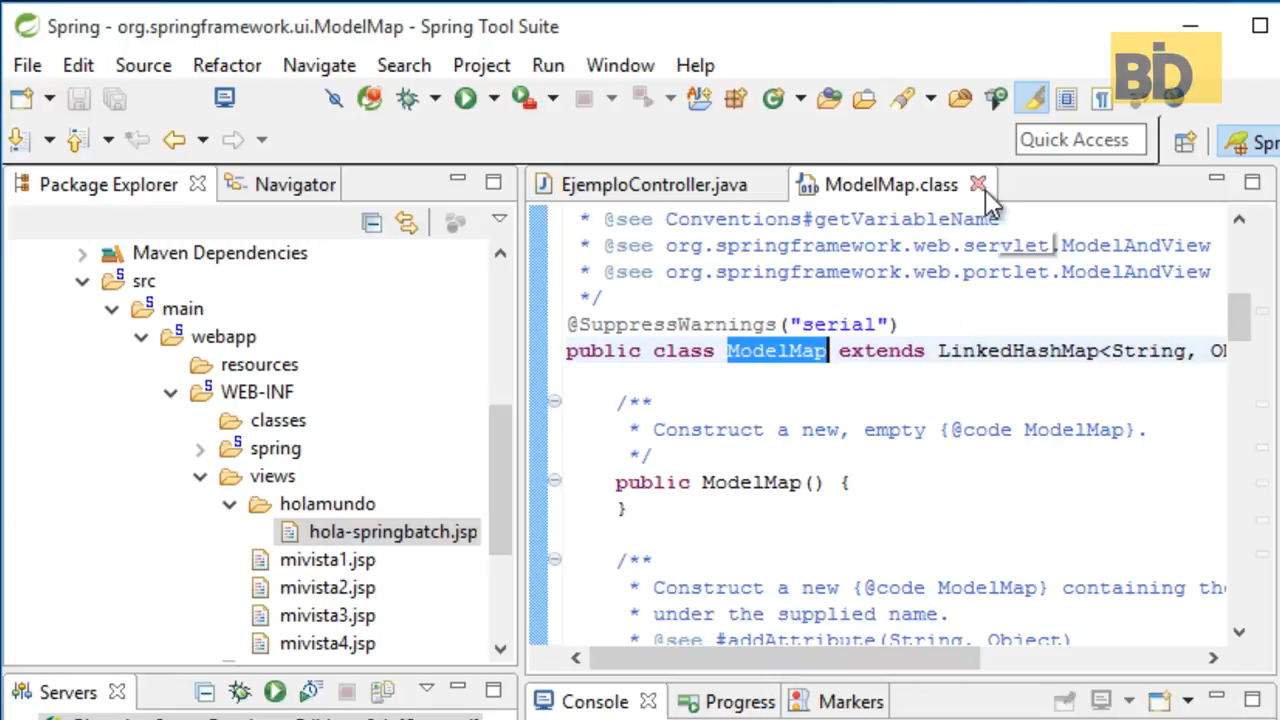 Spring - org.springframework.ui.ModelMap - Spring Tool Suite
BD
File Edit Source Refactor Navigate Search Project Run Window Help
Quick Access
Package Explorer
Navigator
Maven Dependencies
src
main
webapp
resources
WEB-INF
classes
spring
views
holamundo
hola-springbatch.jsp
mivista1.jsp
mivista2.jsp
mivista3.jsp
mivista4.jsp
EjemploController.java
ModelMap.class
* @see Conventions#getVariableName
* @see org.springframework.web.servlet.ModelAndView
* @see org.springframework.web.portlet.ModelAndView
*/
@SuppressWarnings("serial")
public class ModelMap extends LinkedHashMap<String,
/**
* Construct a new, empty {@code ModelMap}.
*/
public ModelMap() {
}
/**
* Construct a new {@code ModelMap} containing the
* under the supplied name.
* @see #addAttribute(String, Object)
Servers
Console
Progress
Markers